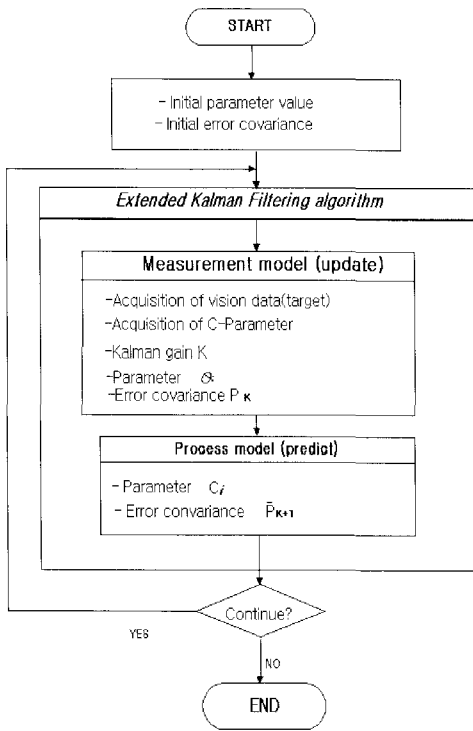 START
- Initial parameter value
- Initial error covariance
Extended Kalman Filtering algorithm
Measurement model (update)
-Acquisition of vision data(target)
-Acquisition of C-Parameter
-Kalman gain K
-Parameter
-Error covariance P K
Process model (predict)
- Parameter Ci
- Error convariance P̄K+1
Continue?
YES
NO
END